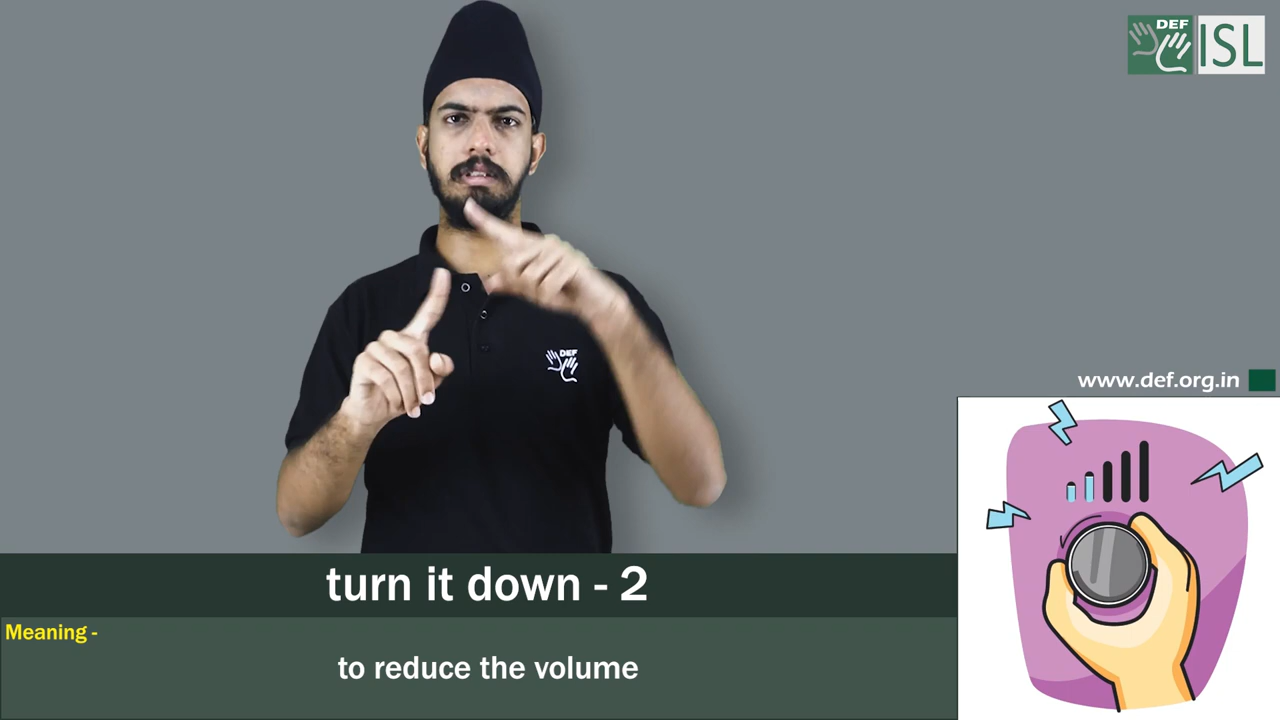 DEF
ISL
DEF
www.def.org.in
turn it down - 2
Meaning -
to reduce the volume